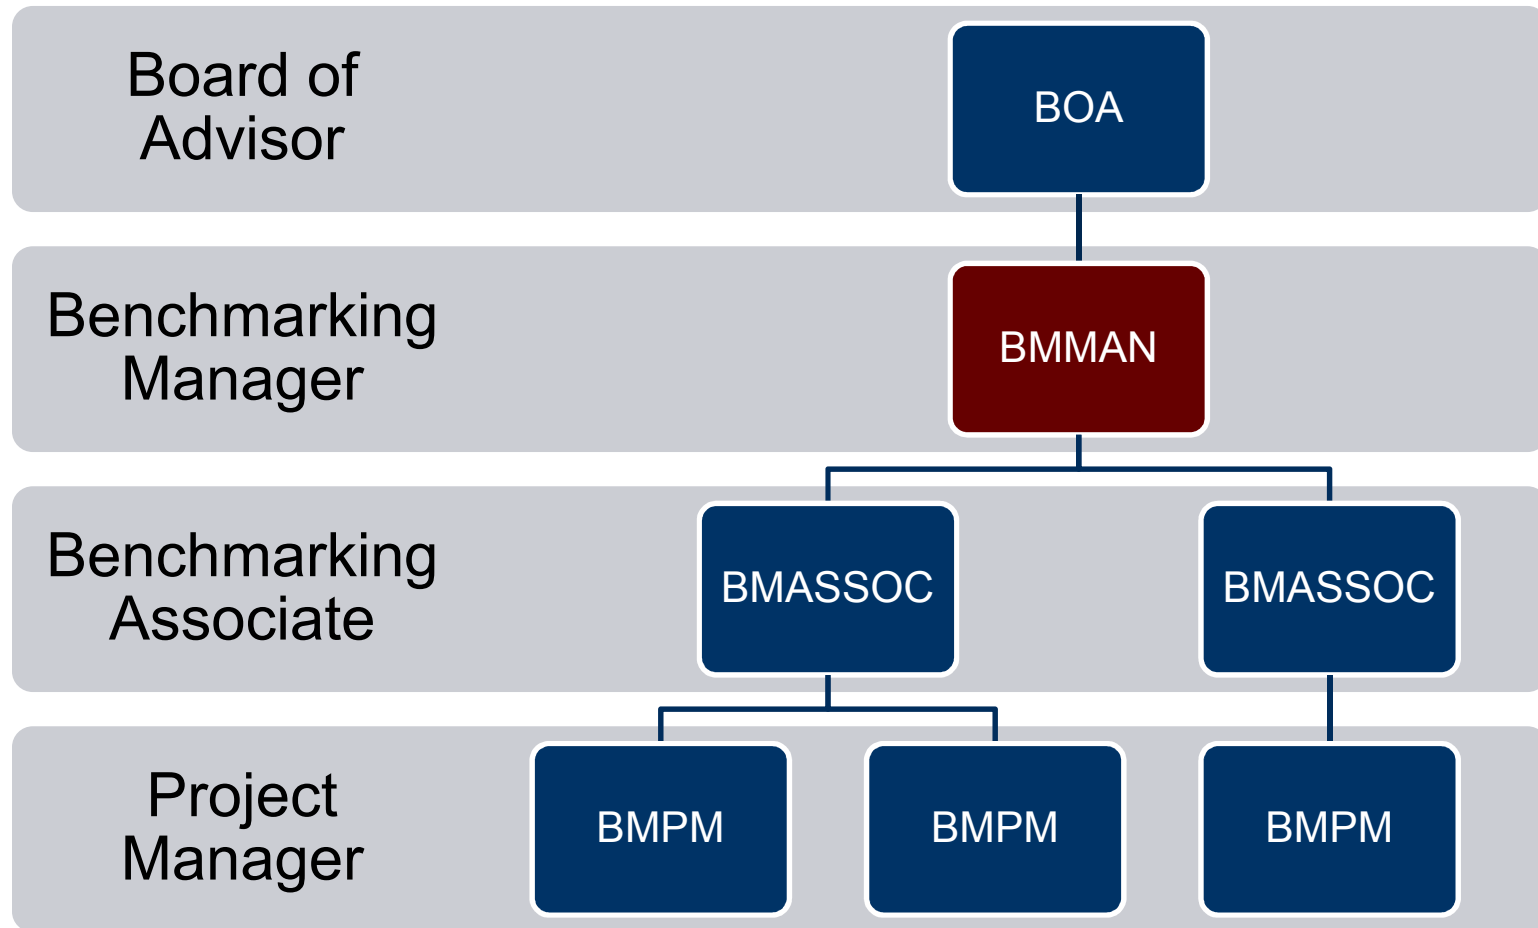 Board of
Advisor
BOA
Benchmarking
Manager
BMMAN
Benchmarking
Associate
BMASSOC
BMASSOC
Project
Manager
BMPM
BMPM
BMPM